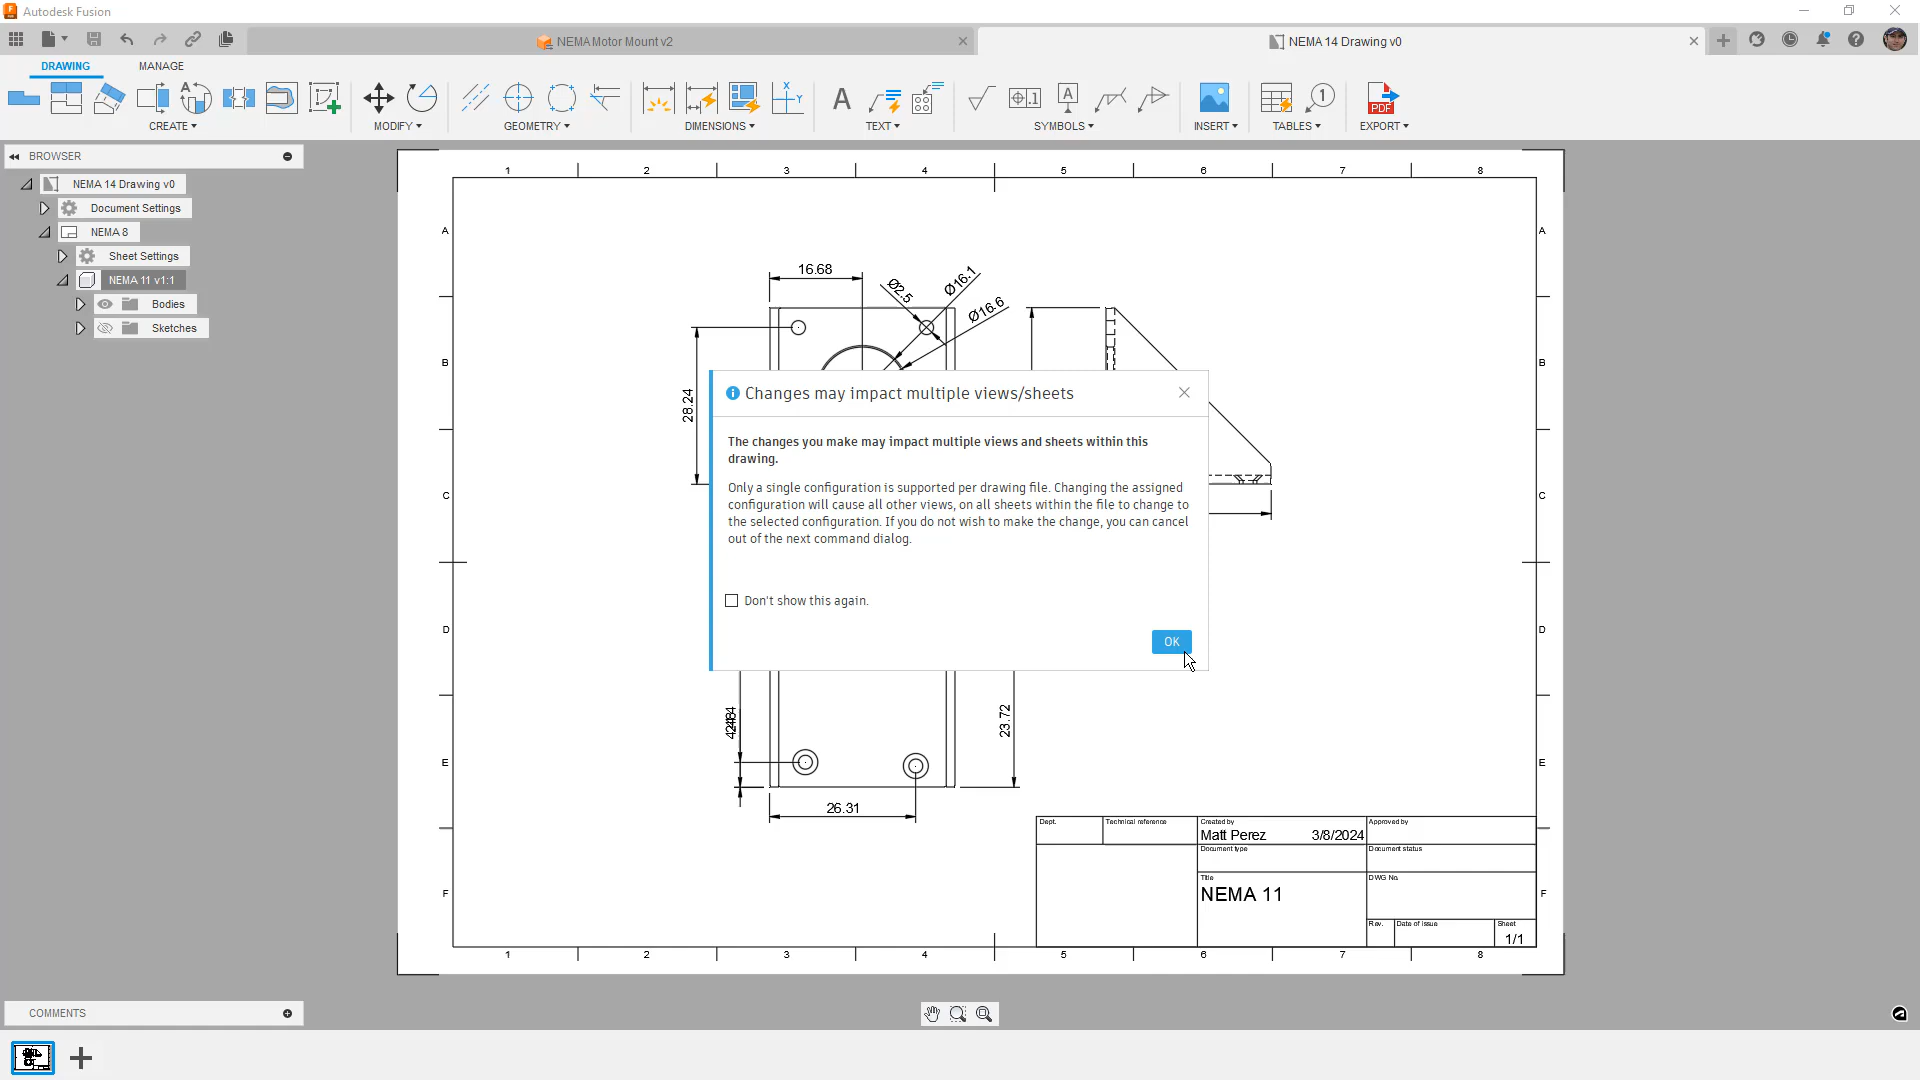 Autodesk Fusion
NEMA Motor Mount v2
NEMA 14 Drawing v0
DRAWING
MANAGE
CREATE
MODIFY
GEOMETRY
DIMENSIONS
TEXT
SYMBOLS
INSERT
TABLES
EXPORT
BROWSER
NEMA 14 Drawing v0
Document Settings
NEMA 8
Sheet Settings
NEMA 11 v1:1
Bodies
Sketches
1 2 3 4 5 6 7 8
A A
B B
C C
D D
E E
F F
16.68
Ø2.5
Ø16.1
Ø16.6
28.24
Changes may impact multiple views/sheets
The changes you make may impact multiple views and sheets within this
drawing.
Only a single configuration is supported per drawing file. Changing the assigned
configuration will cause all other views, on all sheets within the file to change to
the selected configuration. If you do not wish to make the change, you can cancel
out of the next command dialog.
Don't show this again.
OK
23.72
26.31
Dept.
Technical reference
Created by
Approved by
Matt Perez 3/8/2024
Document type
Document status
Title
DWG No.
NEMA 11
Rev.
Date of issue
Sheet
1/1
1 2 3 4 5 6 7 8
COMMENTS